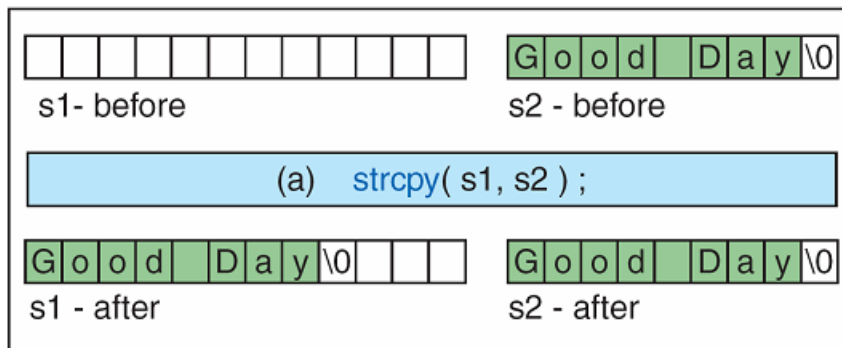 Good Day\0
s1- before s2 - before
(a) strcpy( s1, s2 ) ;
Good Day\0 Good Day\0
s1 - after s2 - after